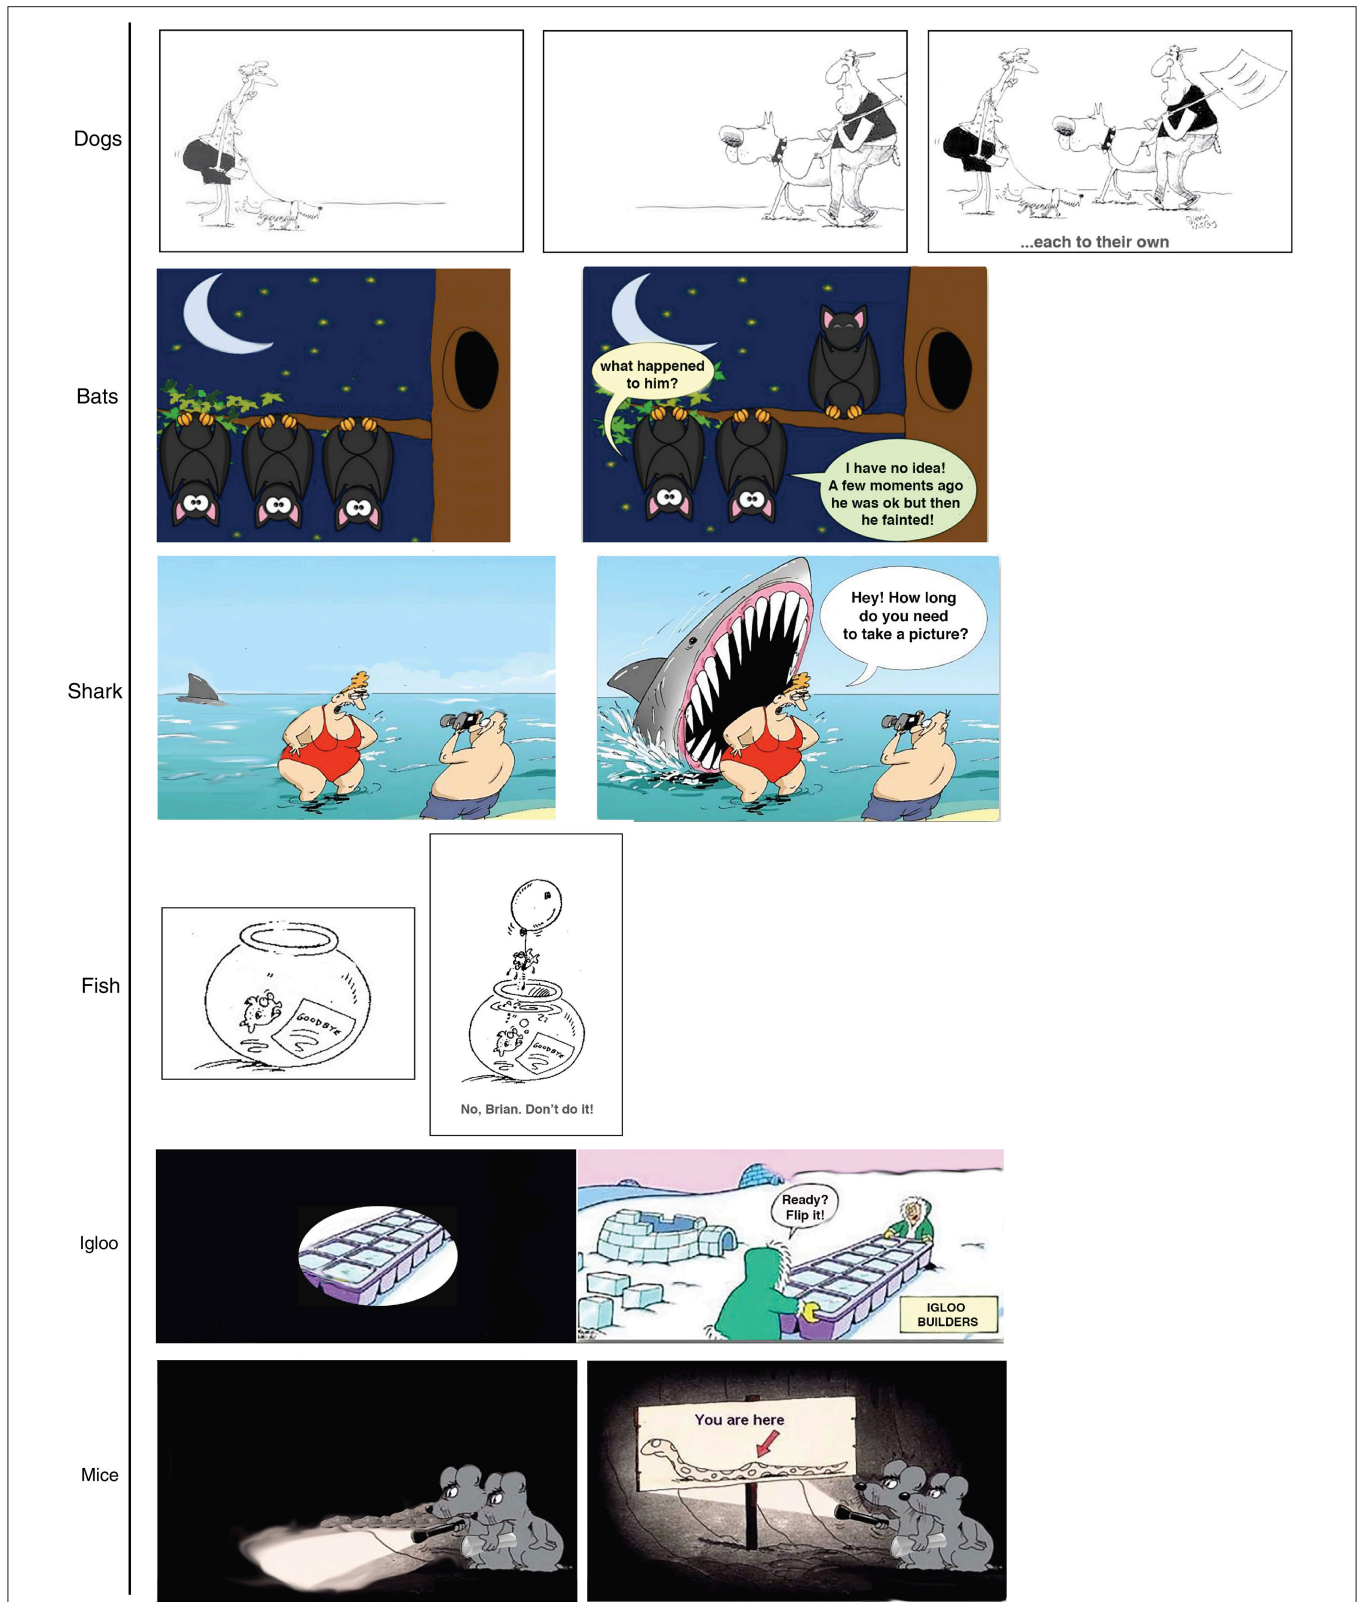 Dogs
...each to their own
Bats
what happened
to him?
I have no idea!
A few moments ago
he was ok but then
he fainted!
Shark
Hey! How long
do you need
to take a picture?
Fish
GOODBYE
GOODBYE
No, Brian. Don't do it!
Igloo
Ready?
Flip it!
IGLOO
BUILDERS
Mice
You are here